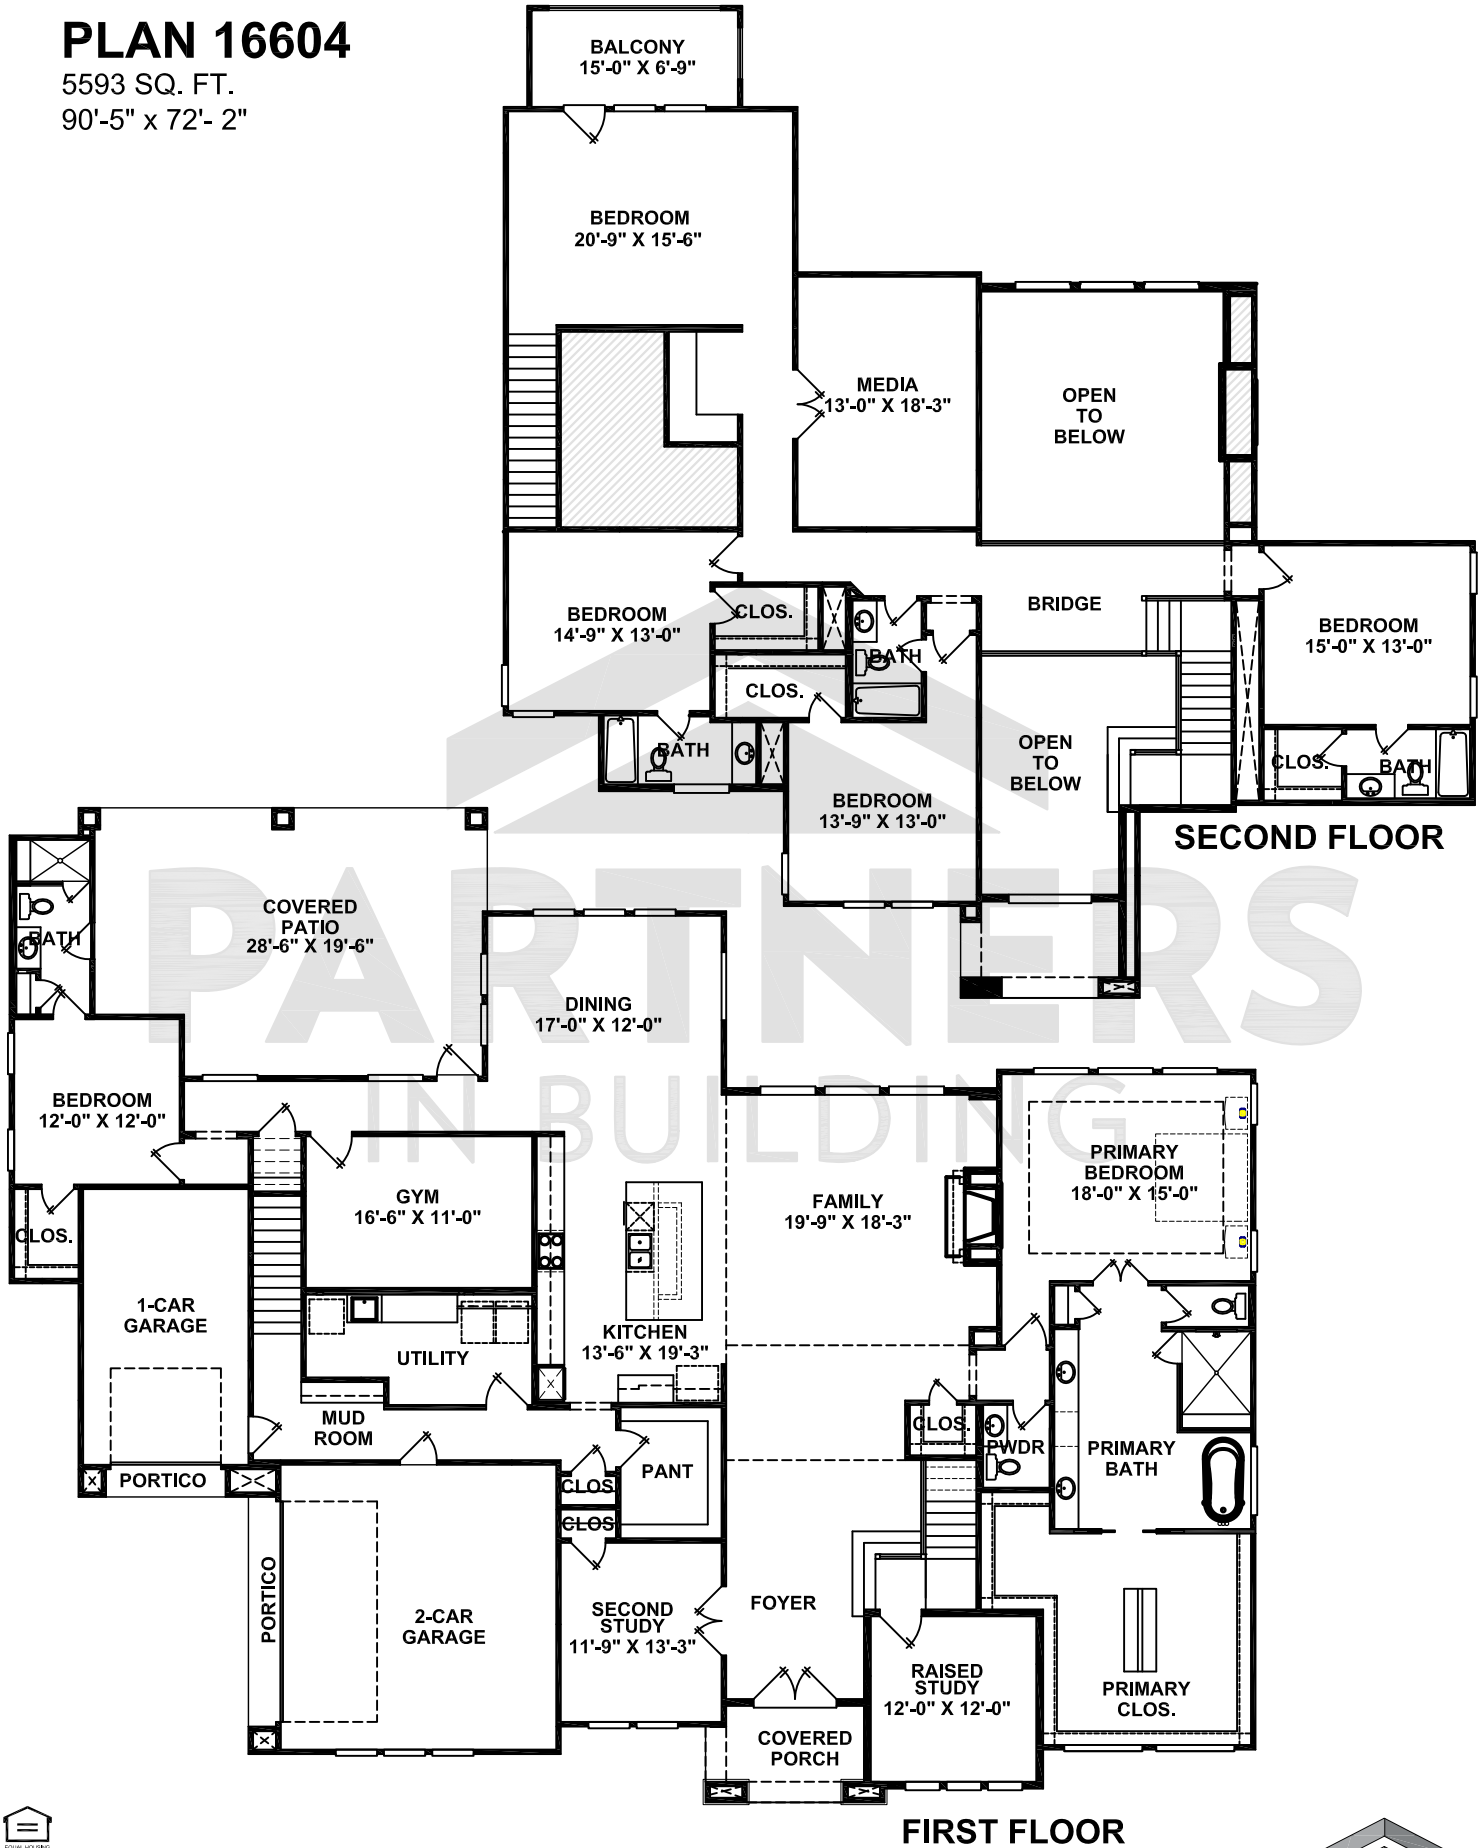 PLAN 16604
5593 SQ. FT.
90'-5" x 72'- 2"
BALCONY
15'-0" X 6'-9"
BEDROOM
20'-9" X 15'-6"
MEDIA
13'-0" X 18'-3"
OPEN
TO
BELOW
BRIDGE
BEDROOM
14'-9" X 13'-0"
CLOS.
BATH
CLOS.
BEDROOM
15'-0" X 13'-0"
BATH
OPEN
TO
BELOW
CLOS.
BATH
BEDROOM
13'-9" X 13'-0"
SECOND FLOOR
PARTNERS
IN BUILDING
COVERED
PATIO
28'-6" X 19'-6"
BATH
DINING
17'-0" X 12'-0"
BEDROOM
12'-0" X 12'-0"
PRIMARY
BEDROOM
18'-0" X 15'-0"
GYM
16'-6" X 11'-0"
FAMILY
19'-9" X 18'-3"
CLOS.
1-CAR
GARAGE
KITCHEN
13'-6" X 19'-3"
UTILITY
MUD
ROOM
CLOS.
PWDR
PRIMARY
BATH
PORTICO
PANT
CLOS
CLOS
PORTICO
2-CAR
GARAGE
SECOND
STUDY
11'-9" X 13'-3"
FOYER
RAISED
STUDY
12'-0" X 12'-0"
PRIMARY
CLOS.
COVERED
PORCH
FIRST FLOOR